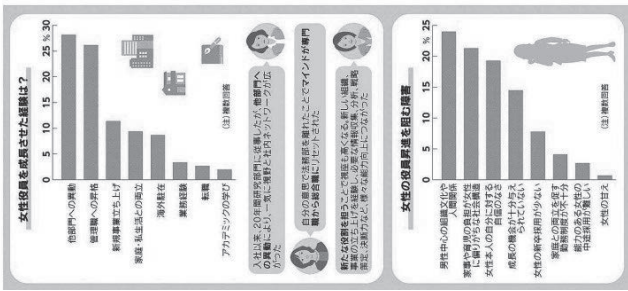 女性役員を成長させた経験は？
30
%
25
20
15
10
5
0
他部門への異動
管理職への昇格
新規事業立ち上げ
家庭・私生活との両立
海外駐在
業務経験
転職
アカデミックの学び
(注)複数回答
入社以来、20年間研究部門に従事したが、他部門へ
の異動により、一気に視野と社内ネットワークが広
がった
自分の意思で法務部を離れたことでマインドが専門
職から総合職にリセットされた
新たな役割を担うことで視座も高くなる。新しい組織、
事業の立ち上げを経験し、必要な情報収集、分析、戦略
策定、決断力など、様々な能力向上につながった
女性の役員昇進を阻む障害
25
%
20
15
10
5
0
男性中心の組織文化や
人間関係
家事や育児の負担が女性
に偏りがちな社会構造
女性本人の自分に対する
自信のなさ
成長の機会が十分与え
られていない
女性の新卒採用が少ない
家庭との両立を促す
勤務制度が不十分
能力のある女性の
中途採用が難しい
女性の甘え
(注)複数回答